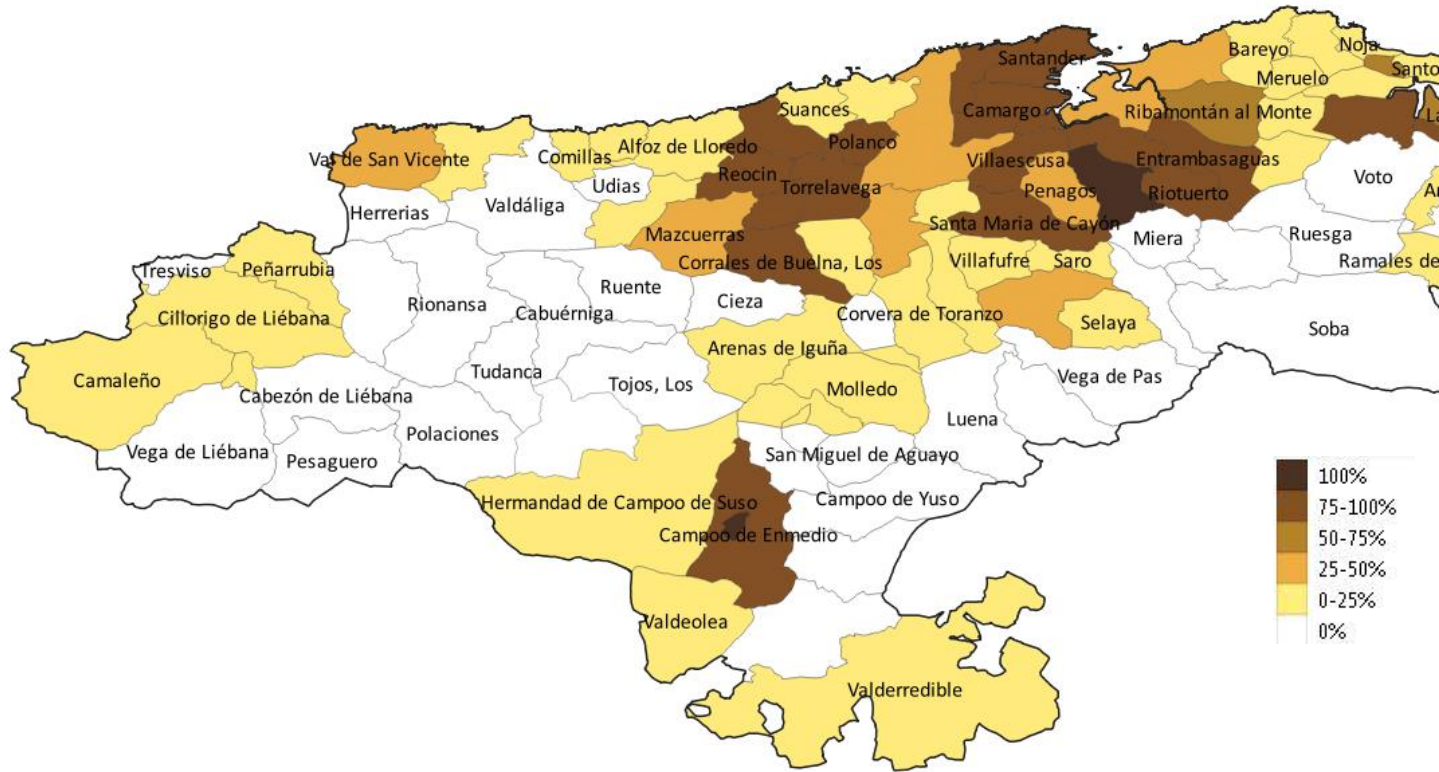 Santander
Bareyo
Noja
Meruelo
Santo
Suances
Camargo
Ribamontán al Monte
La
Val de San Vicente
Comillas
Alfoz de Lloredo
Polanco
Villaescusa
Entrambasaguas
Reocin
Udias
Torrelavega
Penagos
Riotuerto
Voto
Herrerias
Valdáliga
Mazcuerras
Santa Maria de Cayón
Miera
Ruesga
Tresviso
Peñarrubia
Corrales de Buelna, Los
Villafufre
Saro
Ramales de
Rionansa
Ruente
Cieza
Cabuérniga
Corvera de Toranzo
Selaya
Soba
Cillorigo de Liébana
Arenas de Iguña
Camaleño
Tudanca
Tojos, Los
Molledo
Vega de Pas
Cabezón de Liébana
Luena
Polaciones
Vega de Liébana
Pesaguero
San Miguel de Aguayo
Hermandad de Campoo de Suso
Campoo de Yuso
Campoo de Enmedio
Valdeolea
Valderredible
100%
75-100%
50-75%
25-50%
0-25%
0%